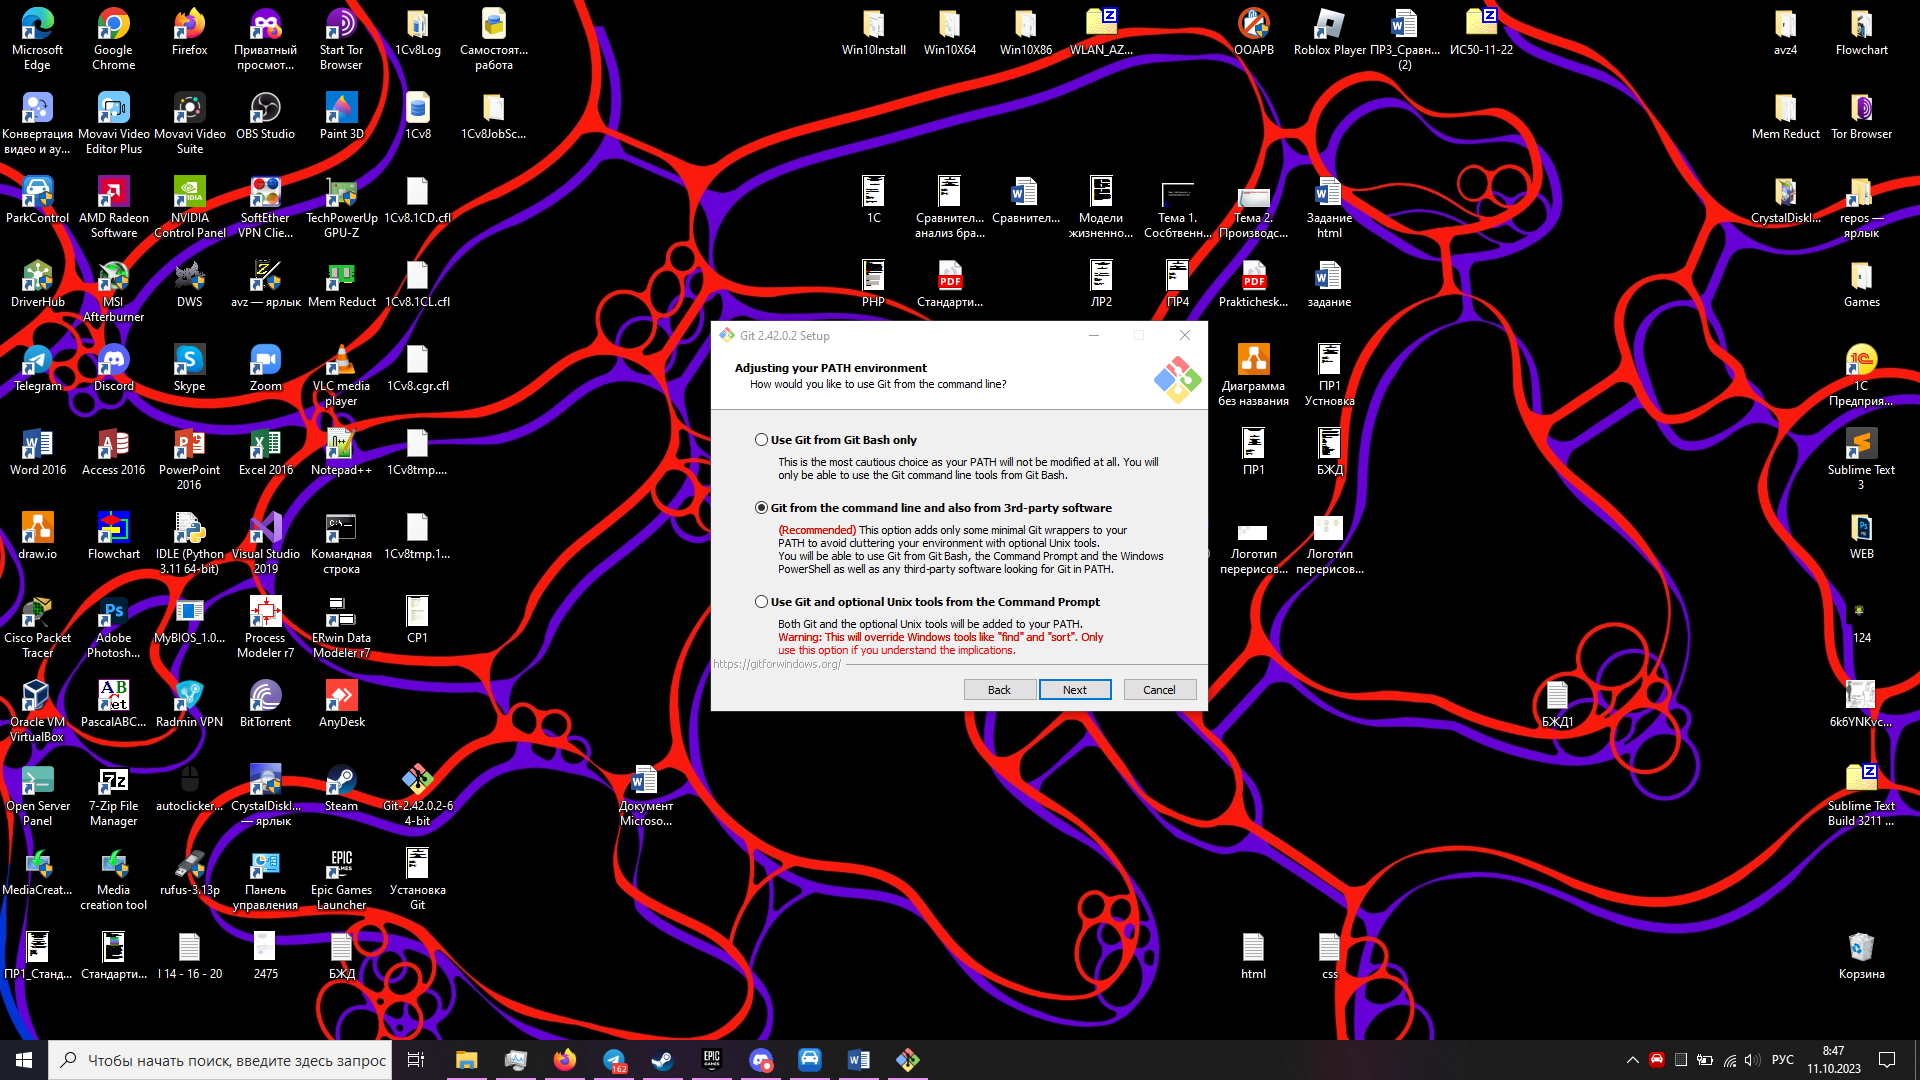 Microsoft Edge
Google Chrome
Firefox
Приватный просмот...
Start Tor Browser
1Cv8Log
Самостоят... работа
Win10Install
Win10X64
Win10X86
WLAN_AZ...
OOAPB
Roblox Player
ПР3_Сравн... (2)
ИС50-11-22
avz4
Flowchart
Конвертация видео и ау...
Movavi Video Editor Plus
Movavi Video Suite
OBS Studio
Paint 3D
1Cv8
1Cv8JobSc...
Mem Reduct
Tor Browser
ParkControl
AMD Radeon Software
NVIDIA Control Panel
SoftEther VPN Clie...
TechPowerUp GPU-Z
1Cv8.1CD.cfl
1C
Сравнител... анализ бра...
Сравнител...
Модели жизненно...
Тема 1. Сосбтвенн...
Тема 2. Производс...
Задание html
CrystalDiskI...
repos — ярлык
DriverHub
MSI Afterburner
DWS
avz — ярлык
Mem Reduct
1Cv8.1CL.cfl
PHP
Стандарти...
ЛР2
ПР4
Praktichesk...
задание
Games
Telegram
Discord
Skype
Zoom
VLC media player
1Cv8.cgr.cfl
Диаграмма без названия
ПР1 Устновка
1С Предприя...
Word 2016
Access 2016
PowerPoint 2016
Excel 2016
Notepad++
1Cv8tmp....
ПР1
БЖД
Sublime Text 3
draw.io
Flowchart
IDLE (Python 3.11 64-bit)
Visual Studio 2019
Командная строка
1Cv8tmp.1...
Логотип перерисов...
Логотип перерисов...
WEB
Cisco Packet Tracer
Adobe Photosh...
MyBIOS_1.0...
Process Modeler r7
ERwin Data Modeler r7
CP1
124
Oracle VM VirtualBox
PascalABC...
Radmin VPN
BitTorrent
AnyDesk
БЖД1
6k6YNKvc...
Open Server Panel
7-Zip File Manager
autoclicker...
CrystalDiskI... — ярлык
Steam
Git-2.42.0.2-64-bit
Документ Microso...
Sublime Text Build 3211 ...
MediaCreat...
Media creation tool
rufus-3.13p
Панель управления
Epic Games Launcher
Установка Git
ПР1_Станд...
Стандарти...
I 14 - 16 - 20
2475
БЖД
html
css
Корзина
Git 2.42.0.2 Setup
Adjusting your PATH environment
How would you like to use Git from the command line?
Use Git from Git Bash only
This is the most cautious choice as your PATH will not be modified at all. You will
only be able to use the Git command line tools from Git Bash.
Git from the command line and also from 3rd-party software
(Recommended) This option adds only some minimal Git wrappers to your
PATH to avoid cluttering your environment with optional Unix tools.
You will be able to use Git from Git Bash, the Command Prompt and the Windows
PowerShell as well as any third-party software looking for Git in PATH.
Use Git and optional Unix tools from the Command Prompt
Both Git and the optional Unix tools will be added to your PATH.
Warning: This will override Windows tools like "find" and "sort". Only
use this option if you understand the implications.
https://gitforwindows.org/
Back
Next
Cancel
Чтобы начать поиск, введите здесь запрос
162
РУС
8:47
11.10.2023